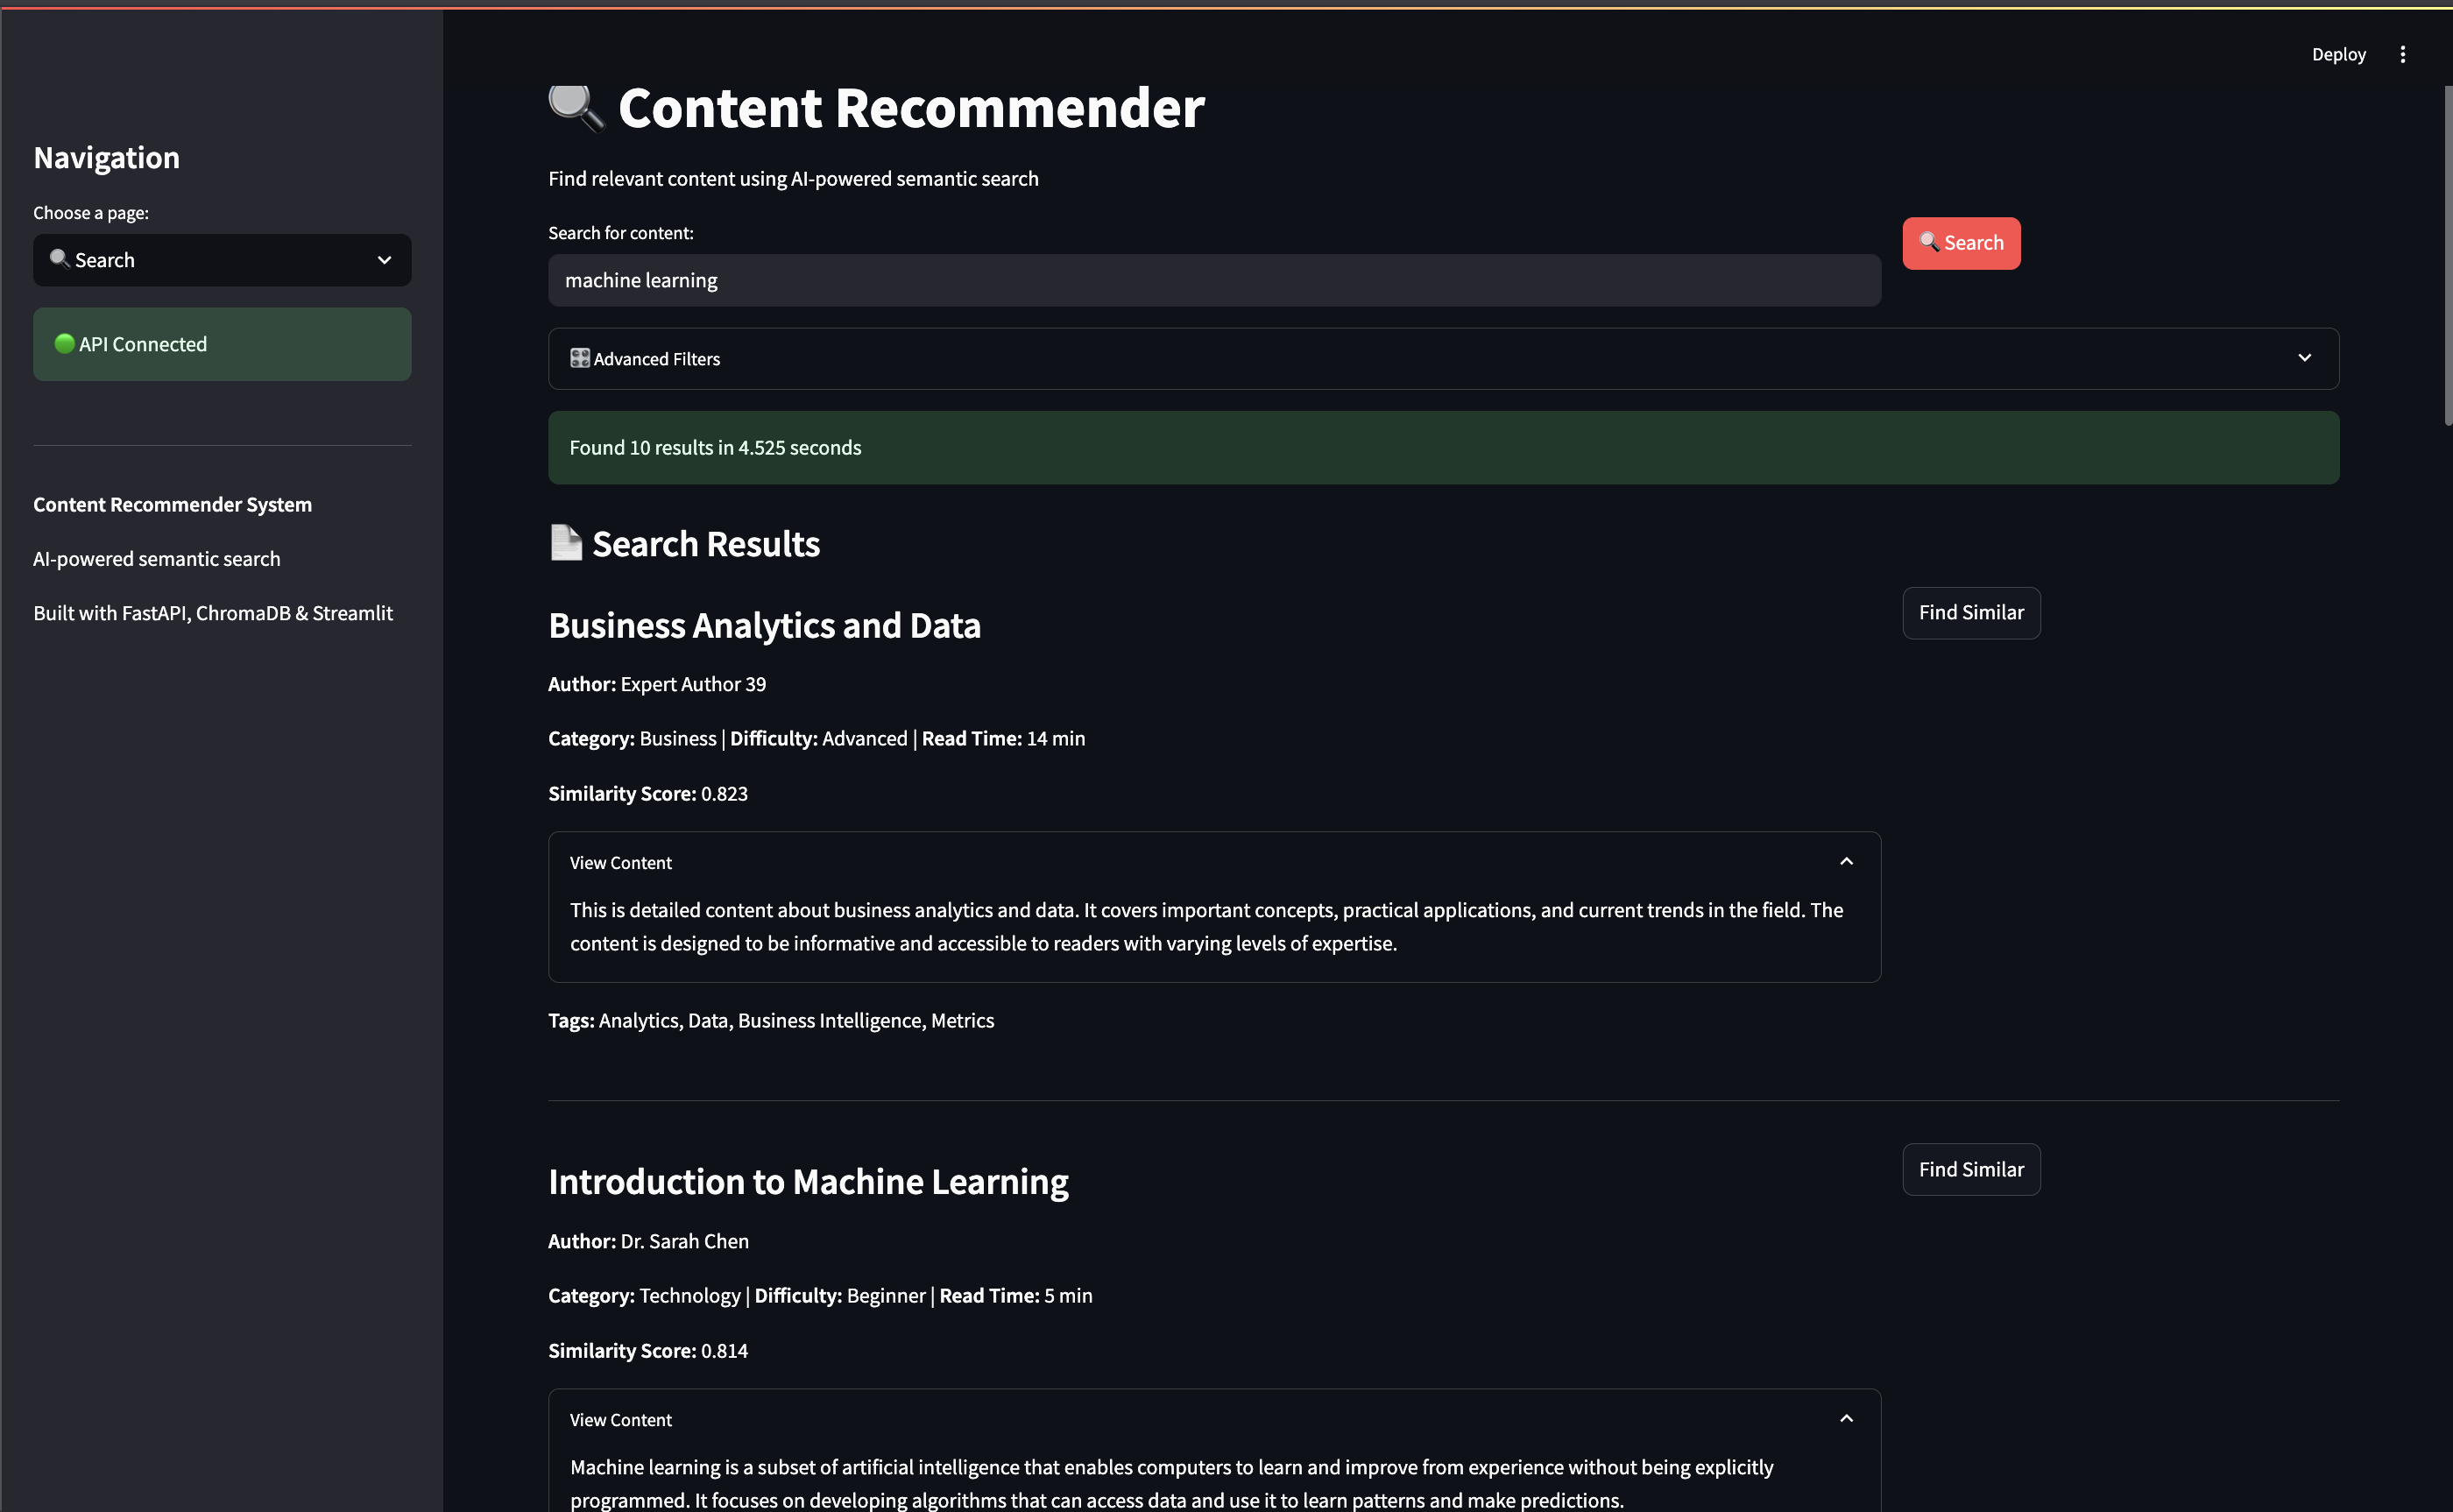 Deploy
Navigation
Choose a page:
🔍 Search
🟢 API Connected
Content Recommender System
AI-powered semantic search
Built with FastAPI, ChromaDB & Streamlit
🔍 Content Recommender
Find relevant content using AI-powered semantic search
Search for content:
machine learning
🔍 Search
🎛️ Advanced Filters
Found 10 results in 4.525 seconds
📄 Search Results
Business Analytics and Data
Find Similar
Author: Expert Author 39
Category: Business | Difficulty: Advanced | Read Time: 14 min
Similarity Score: 0.823
View Content
This is detailed content about business analytics and data. It covers important concepts, practical applications, and current trends in the field. The
content is designed to be informative and accessible to readers with varying levels of expertise.
Tags: Analytics, Data, Business Intelligence, Metrics
Introduction to Machine Learning
Find Similar
Author: Dr. Sarah Chen
Category: Technology | Difficulty: Beginner | Read Time: 5 min
Similarity Score: 0.814
View Content
Machine learning is a subset of artificial intelligence that enables computers to learn and improve from experience without being explicitly
programmed. It focuses on developing algorithms that can access data and use it to learn patterns and make predictions.